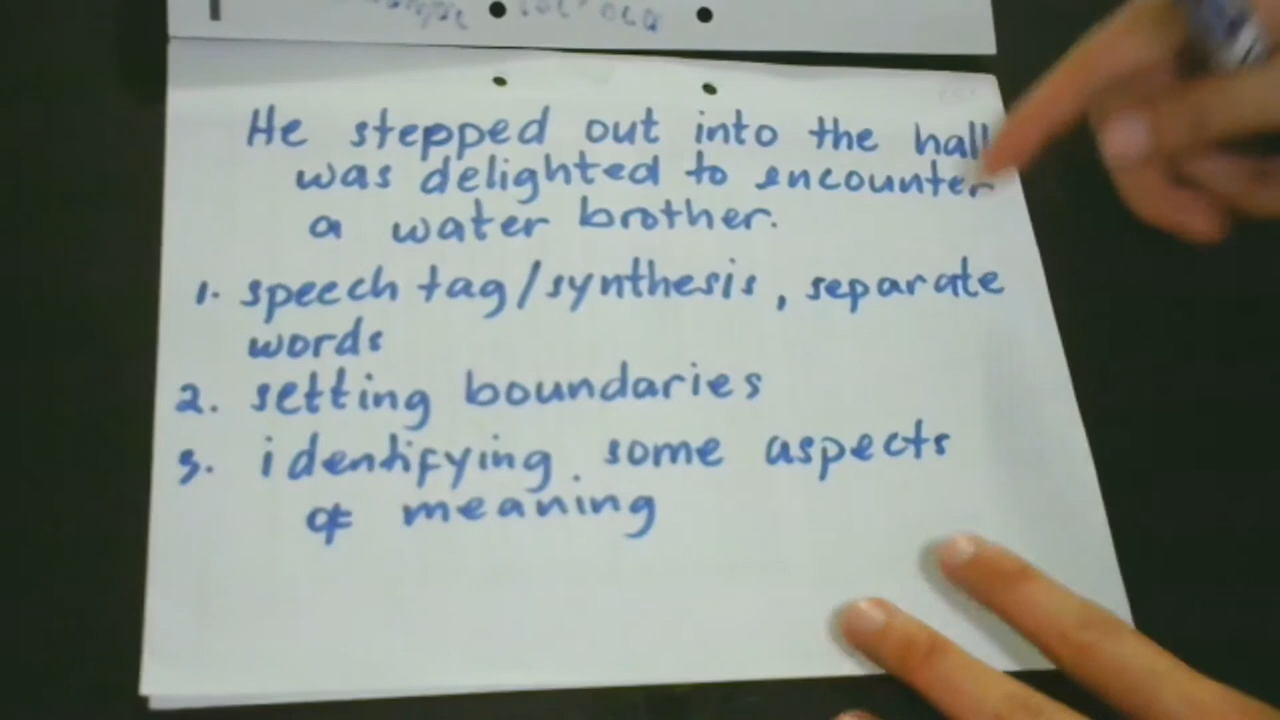 He stepped out into the hall
was delighted to encounter
a water brother.
1. speech tag/synthesis, separate
words
2. setting boundaries
3. identifying some aspects
of meaning